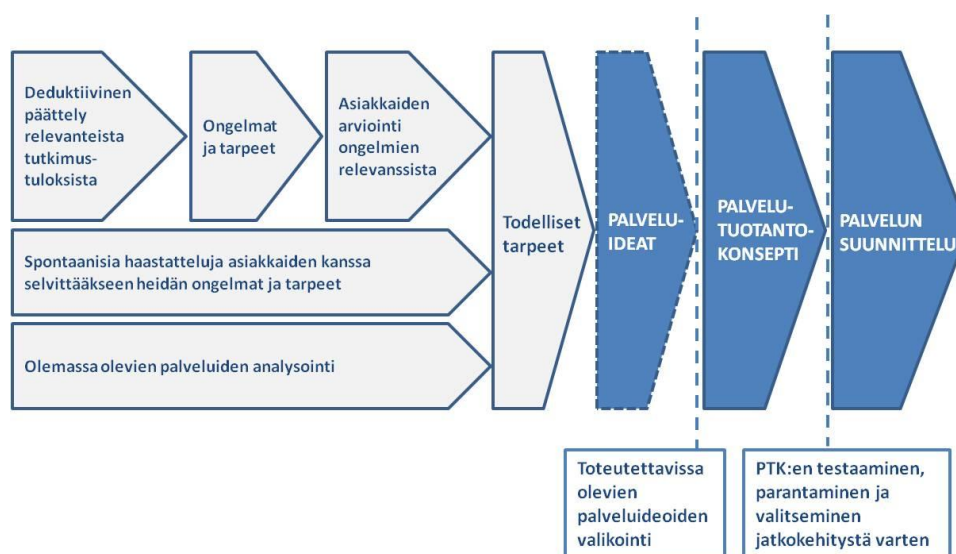 Deduktiivinen
päättely
relevanteista
tutkimus-
tuloksista
Ongelmat
ja tarpeet
Asiakkaiden
arviointi
ongelmien
relevanssista
Spontaanisia haastatteluja asiakkaiden kanssa
selvittääkseen heidän ongelmat ja tarpeet
Olemassa olevien palveluiden analysointi
Todelliset
tarpeet
PALVELU-
IDEAT
PALVELU-
TUOTANTO-
KONSEPTI
PALVELUN
SUUNNITTELU
Toteutettavissa
olevien
palveluideoiden
valikointi
PTK:en testaaminen,
parantaminen ja
valitseminen
jatkokehitystä varten